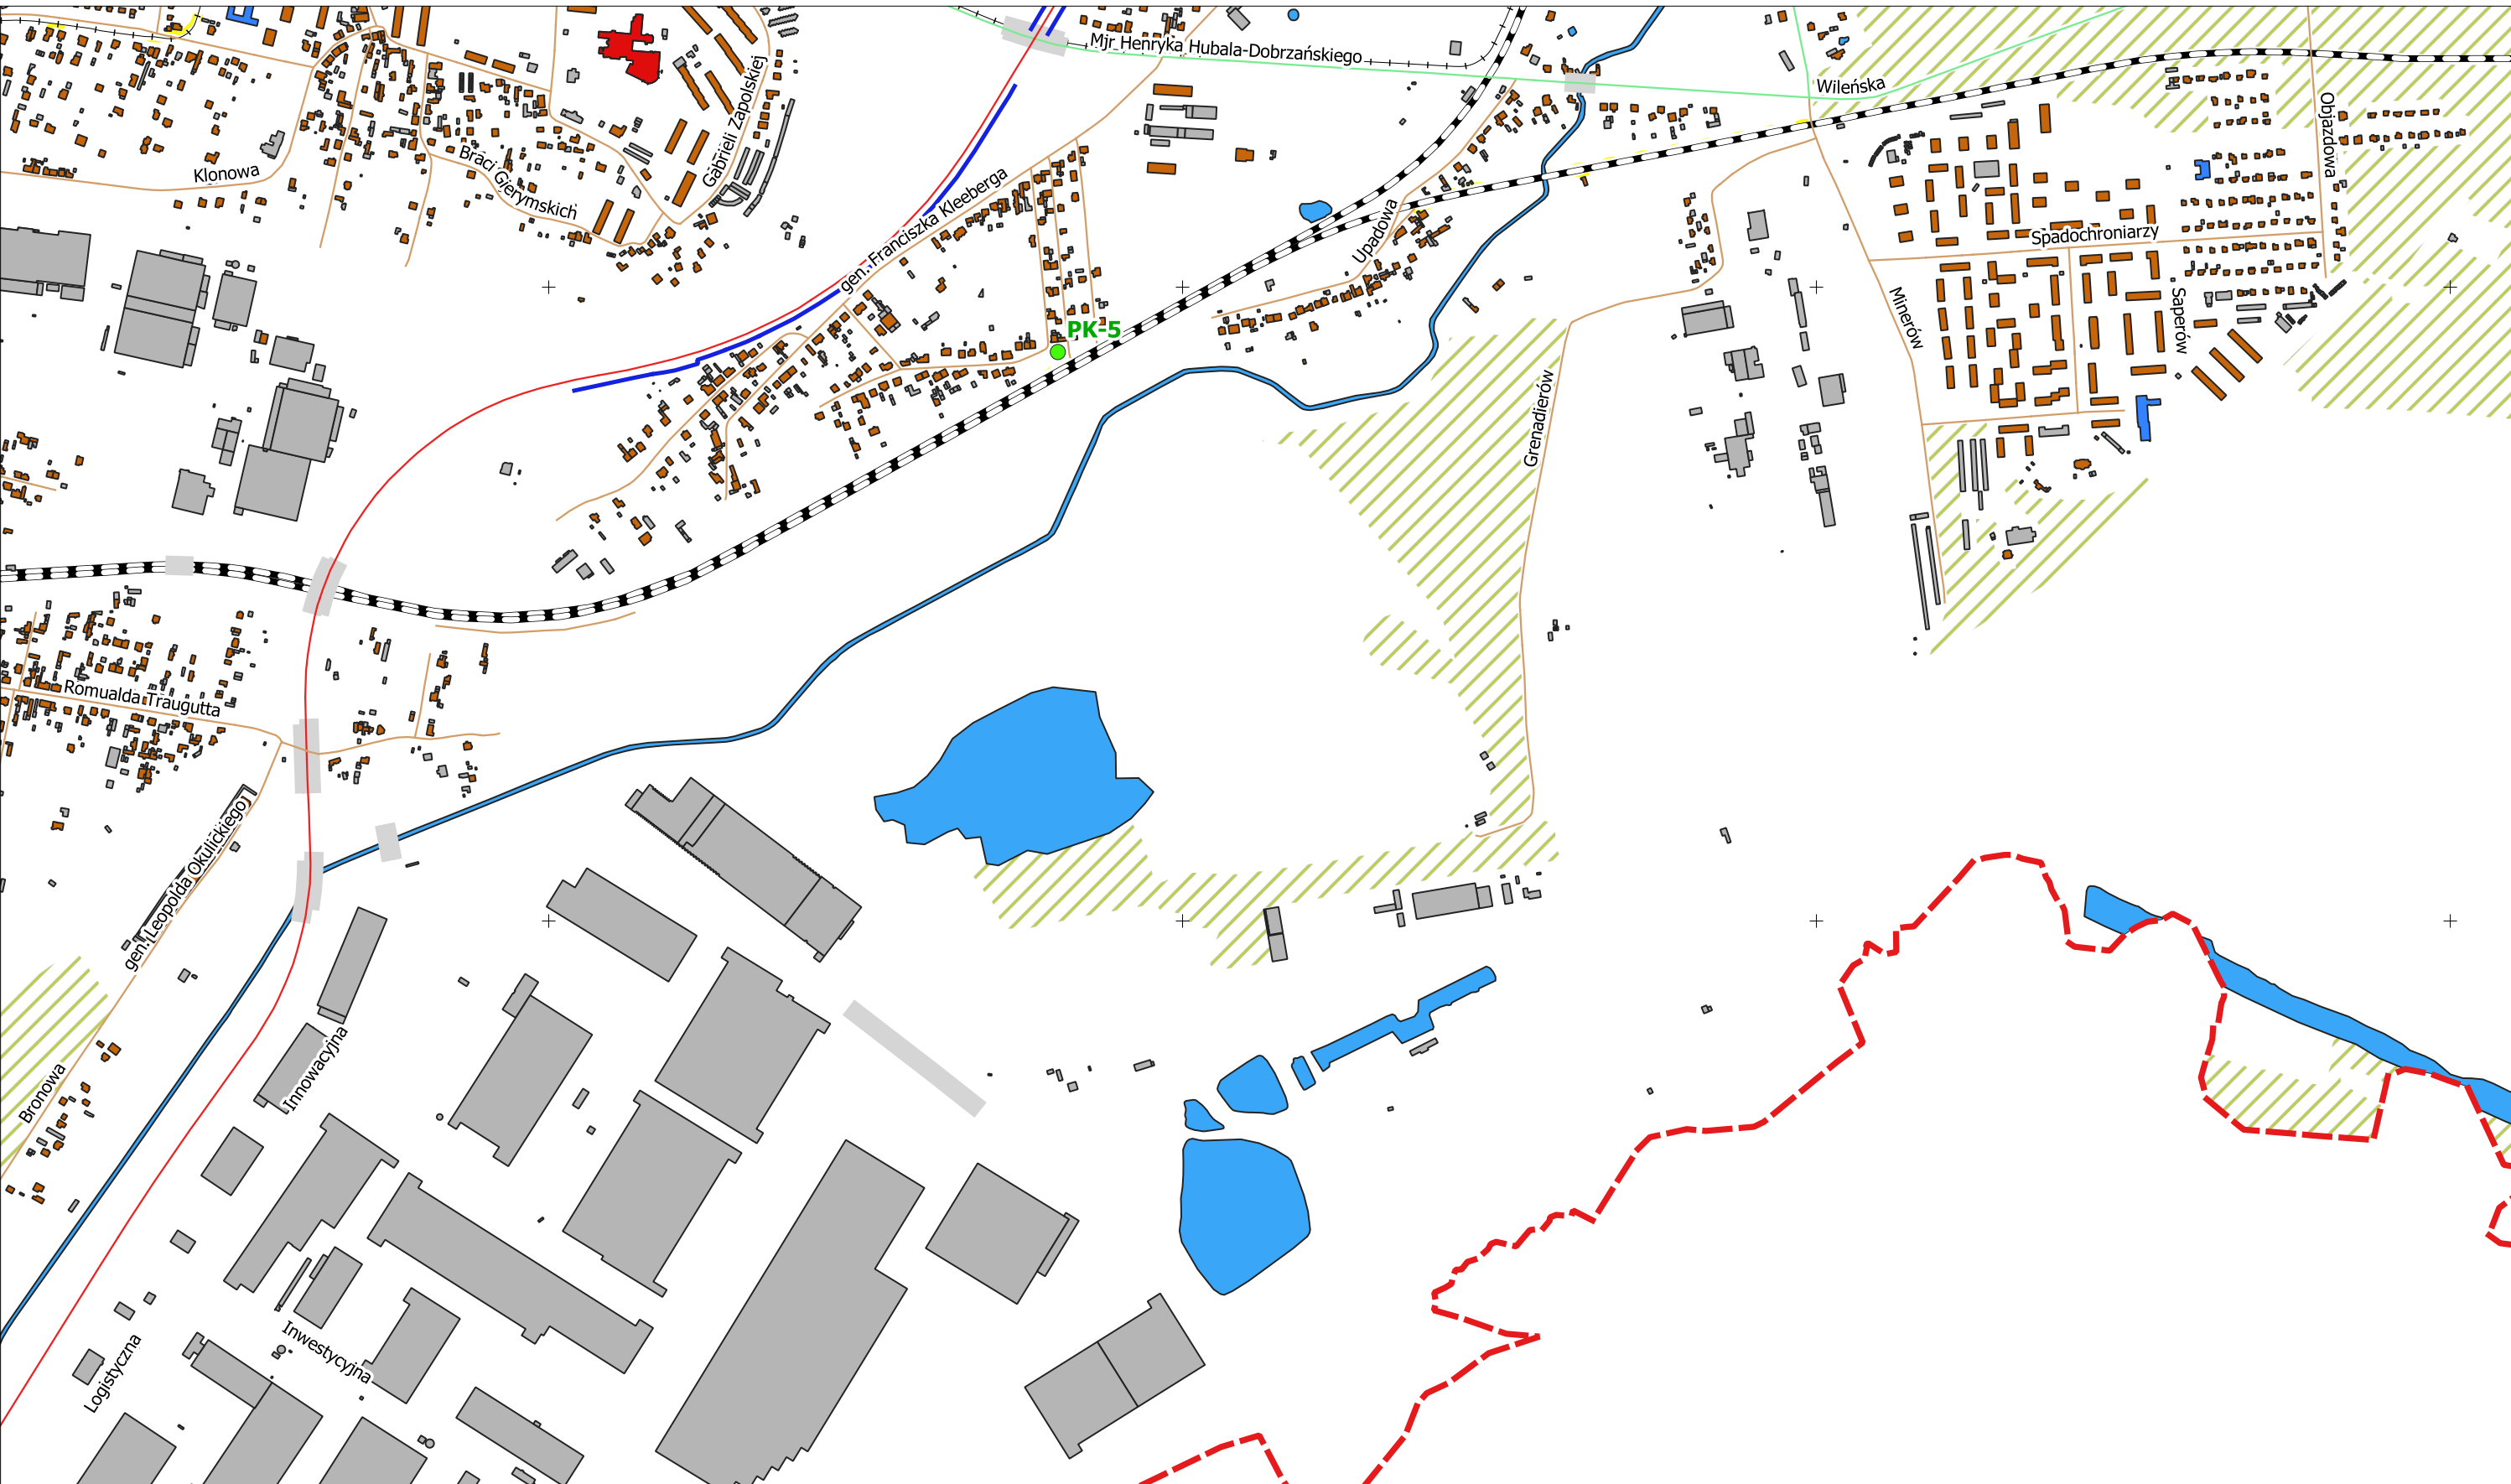 Mjr Henryka Hubala-Dobrzańskiego
Wileńska
Objazdowa
Gabrieli Zapolskiej
Klonowa
Braci Gierymskich
gen. Franciszka Kleeberga
Upadowa
Spadochroniarzy
Minerów
Saperów
PK-5
Grenadierów
Romualda Traugutta
gen. Leopolda Okulickiego
Bronowa
Innowacyjna
Inwestycyjna
Logistyczna